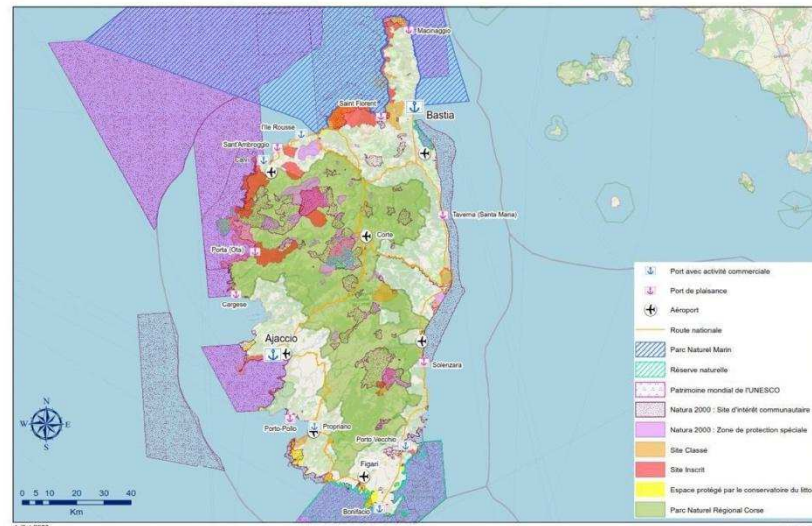 Macinaggio
Saint Florent
Bastia
l'Ile Rousse
Sant'Ambroggio
Calvi
Taverna (Santa Maria)
Corte
Porta (Ota)
Cargese
Ajaccio
Solenzara
Porto-Pollo
Propriano
Porto Vecchio
Figari
Bonifacio
N
W
E
S
0 5 10 20 30 40
Km
Port avec activité commerciale
Port de plaisance
Aéroport
Route nationale
Parc Naturel Marin
Réserve naturelle
Patrimoine mondial de l'UNESCO
Natura 2000 : Site d'intérêt communautaire
Natura 2000 : Zone de protection spéciale
Site Classé
Site Inscrit
Espace protégé par le conservatoire du litto
Parc Naturel Régional Corse